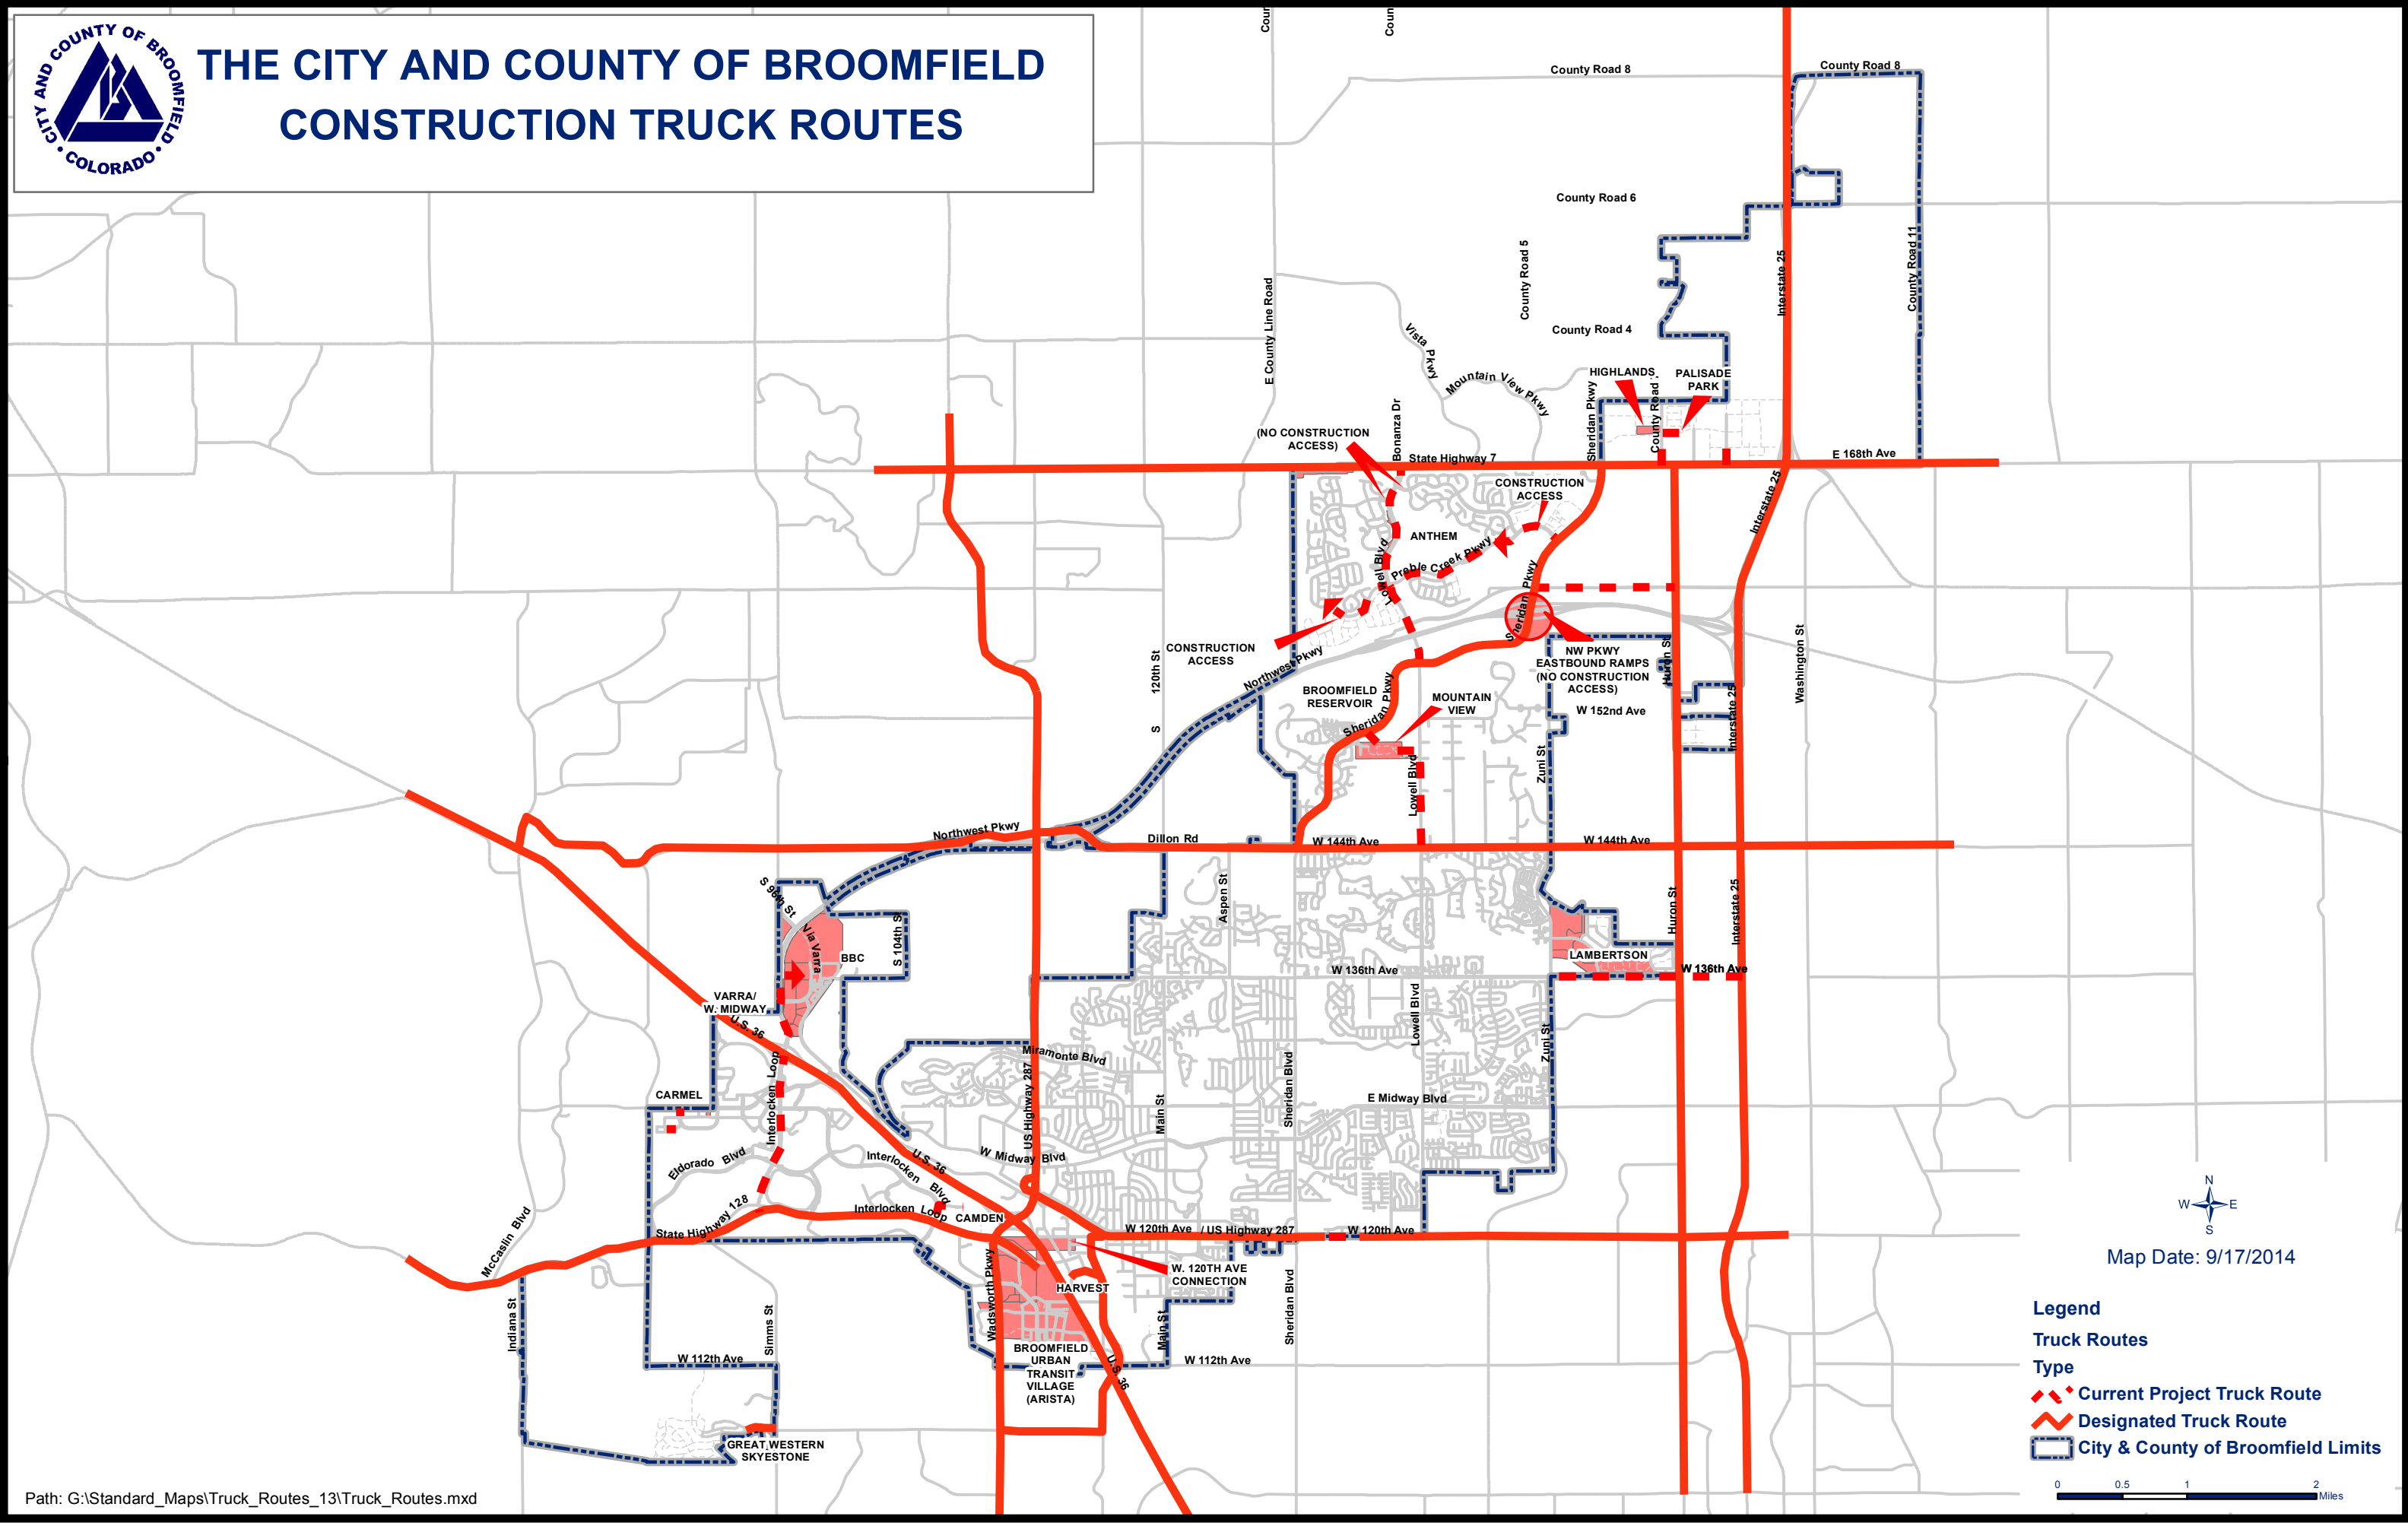 CITY AND COUNTY OF BROOMFIELD
• COLORADO •
THE CITY AND COUNTY OF BROOMFIELD
CONSTRUCTION TRUCK ROUTES
Coun
Coun
County Road 8
County Road 8
County Road 6
County Road 5
County Road 4
County Road 11
Interstate 25
E County Line Road
Vista Pkwy
Mountain View Pkwy
HIGHLANDS
PALISADE
PARK
Sheridan Pkwy
County Road
Bonanza Dr
(NO CONSTRUCTION
ACCESS)
State Highway 7
E 168th Ave
CONSTRUCTION
ACCESS
Interstate 25
ANTHEM
Lowell Blvd
Preble Creek Pkwy
Sheridan Pkwy
CONSTRUCTION
ACCESS
Northwest Pkwy
NW PKWY
EASTBOUND RAMPS
(NO CONSTRUCTION
ACCESS)
Huron St
Washington St
S 120th St
BROOMFIELD
RESERVOIR
MOUNTAIN
VIEW
Sheridan Pkwy
W 152nd Ave
Interstate 25
Zuni St
Lowell Blvd
Northwest Pkwy
Dillon Rd
W 144th Ave
W 144th Ave
S 96th St
Via Varra
BBC
S 104th St
Aspen St
Huron St
Interstate 25
LAMBERTSON
W 136th Ave
W 136th Ave
VARRA/
W. MIDWAY
U.S. 36
Lowell Blvd
Zuni St
Miramonte Blvd
US Highway 287
Interlocken Loop
CARMEL
Main St
Sheridan Blvd
E Midway Blvd
Eldorado Blvd
Interlocken Blvd
U.S. 36
W Midway Blvd
State Highway 128
Interlocken Loop
CAMDEN
McCaslin Blvd
W 120th Ave / US Highway 287
W 120th Ave
W. 120TH AVE
CONNECTION
Wadsworth Pkwy
HARVEST
Indiana St
Simms St
Main St
Sheridan Blvd
W 112th Ave
BROOMFIELD
URBAN
TRANSIT
VILLAGE
(ARISTA)
U.S. 36
W 112th Ave
GREAT WESTERN
SKYESTONE
N
W E
S
Map Date: 9/17/2014
Legend
Truck Routes
Type
Current Project Truck Route
Designated Truck Route
City & County of Broomfield Limits
0 0.5 1 2
Miles
Path: G:\Standard_Maps\Truck_Routes_13\Truck_Routes.mxd